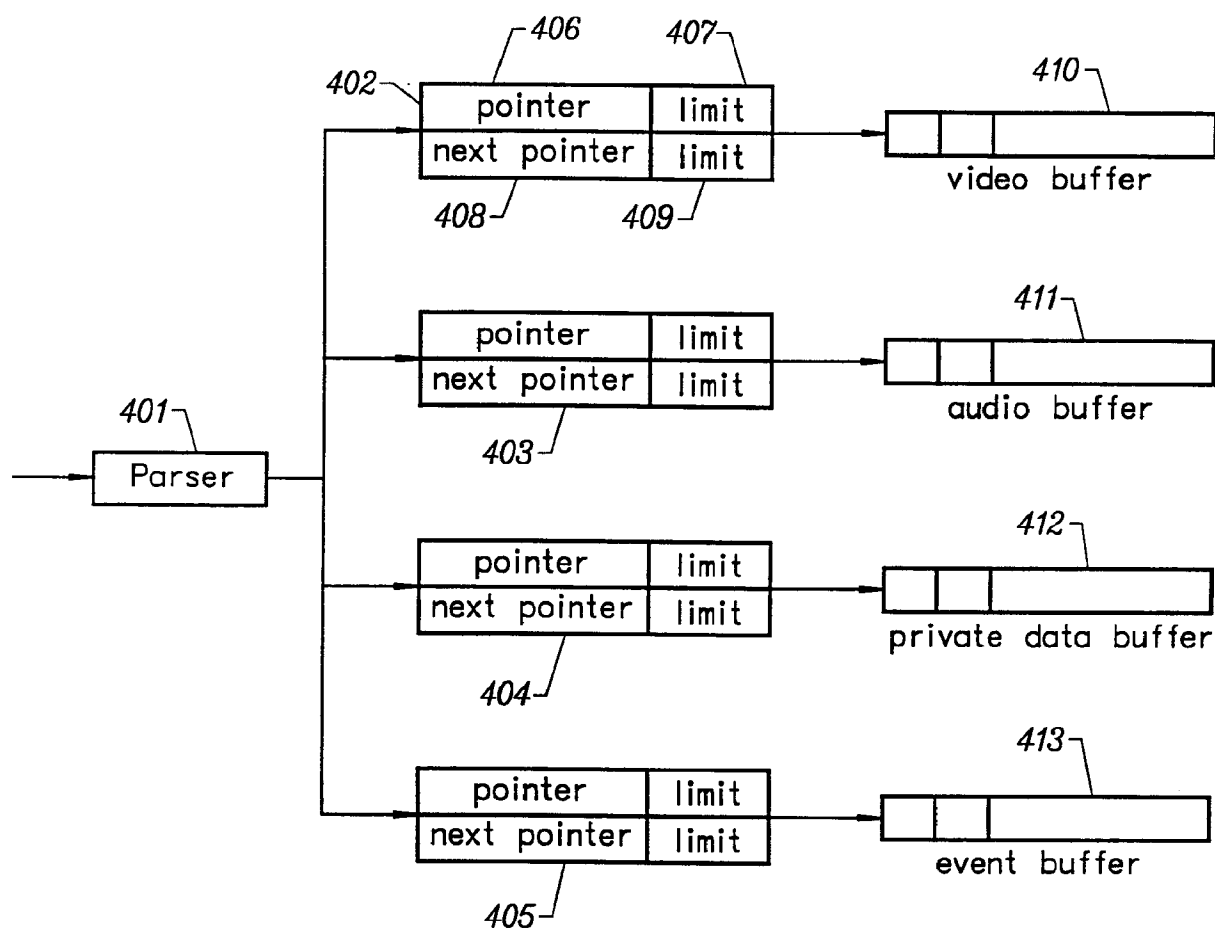 406
407
402
410
pointer
limit
next pointer
limit
video buffer
408
409
411
pointer
limit
next pointer
limit
audio buffer
401
403
Parser
412
pointer
limit
next pointer
limit
private data buffer
404
413
pointer
limit
next pointer
limit
event buffer
405